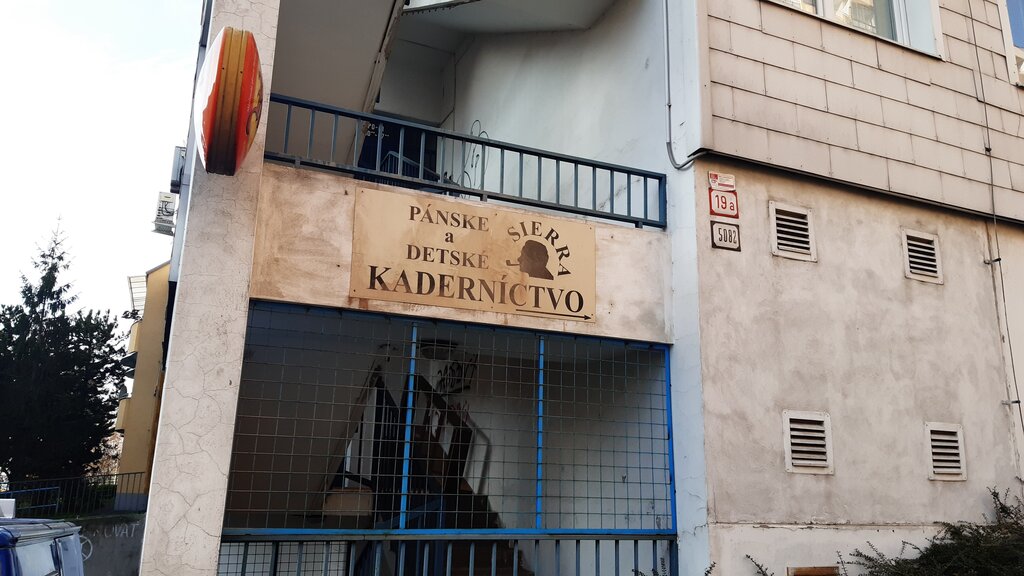 PÁNSKE
a
DETSKÉ
SIERRA
KADERNÍCTVO
19a
5082